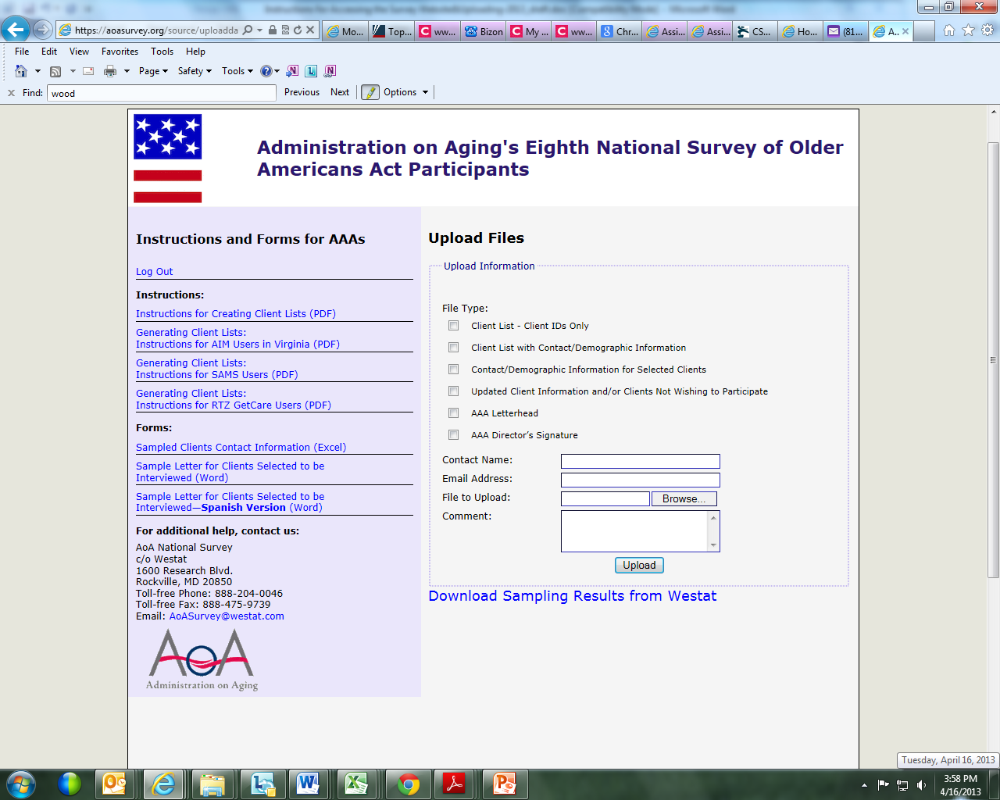 https://aoasurvey.org/source/uploadda
Mo...
Top...
www...
Bizon
My ...
www...
Chr...
Assi...
Assi...
CS...
Ho...
(81...
A..
File Edit View Favorites Tools Help
Page Safety Tools
Find: wood Previous Next Options
Administration on Aging's Eighth National Survey of Older
Americans Act Participants
Instructions and Forms for AAAs
Log Out
Instructions:
Instructions for Creating Client Lists (PDF)
Generating Client Lists:
Instructions for AIM Users in Virginia (PDF)
Generating Client Lists:
Instructions for SAMS Users (PDF)
Generating Client Lists:
Instructions for RTZ GetCare Users (PDF)
Forms:
Sampled Clients Contact Information (Excel)
Sample Letter for Clients Selected to be
Interviewed (Word)
Sample Letter for Clients Selected to be
Interviewed—Spanish Version (Word)
For additional help, contact us:
AoA National Survey
c/o Westat
1600 Research Blvd.
Rockville, MD 20850
Toll-free Phone: 888-204-0046
Toll-free Fax: 888-475-9739
Email: AoASurvey@westat.com
AoA
Administration on Aging
Upload Files
Upload Information
File Type:
Client List - Client IDs Only
Client List with Contact/Demographic Information
Contact/Demographic Information for Selected Clients
Updated Client Information and/or Clients Not Wishing to Participate
AAA Letterhead
AAA Director's Signature
Contact Name:
Email Address:
File to Upload: Browse...
Comment:
Upload
Download Sampling Results from Westat
Tuesday, April 16, 2013
3:58 PM
4/16/2013